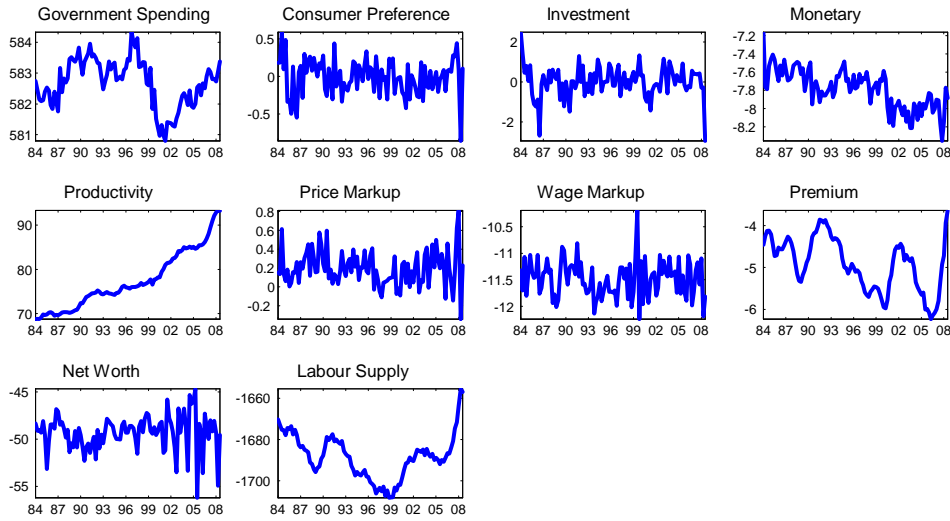 Government Spending Consumer Preference Investment Monetary
584
583
582
581
84 87 90 93 96 99 02 05 08
0.5
0
-0.5
84 87 90 93 96 99 02 05 08
2
0
-2
84 87 90 93 96 99 02 05 08
-7.2
-7.4
-7.6
-7.8
-8
-8.2
84 87 90 93 96 99 02 05 08
Productivity Price Markup Wage Markup Premium
90
80
70
84 87 90 93 96 99 02 05 08
0.8
0.6
0.4
0.2
0
-0.2
84 87 90 93 96 99 02 05 08
-10.5
-11
-11.5
-12
84 87 90 93 96 99 02 05 08
-4
-5
-6
84 87 90 93 96 99 02 05 08
Net Worth Labour Supply
-45
-50
-55
84 87 90 93 96 99 02 05 08
-1660
-1680
-1700
84 87 90 93 96 99 02 05 08